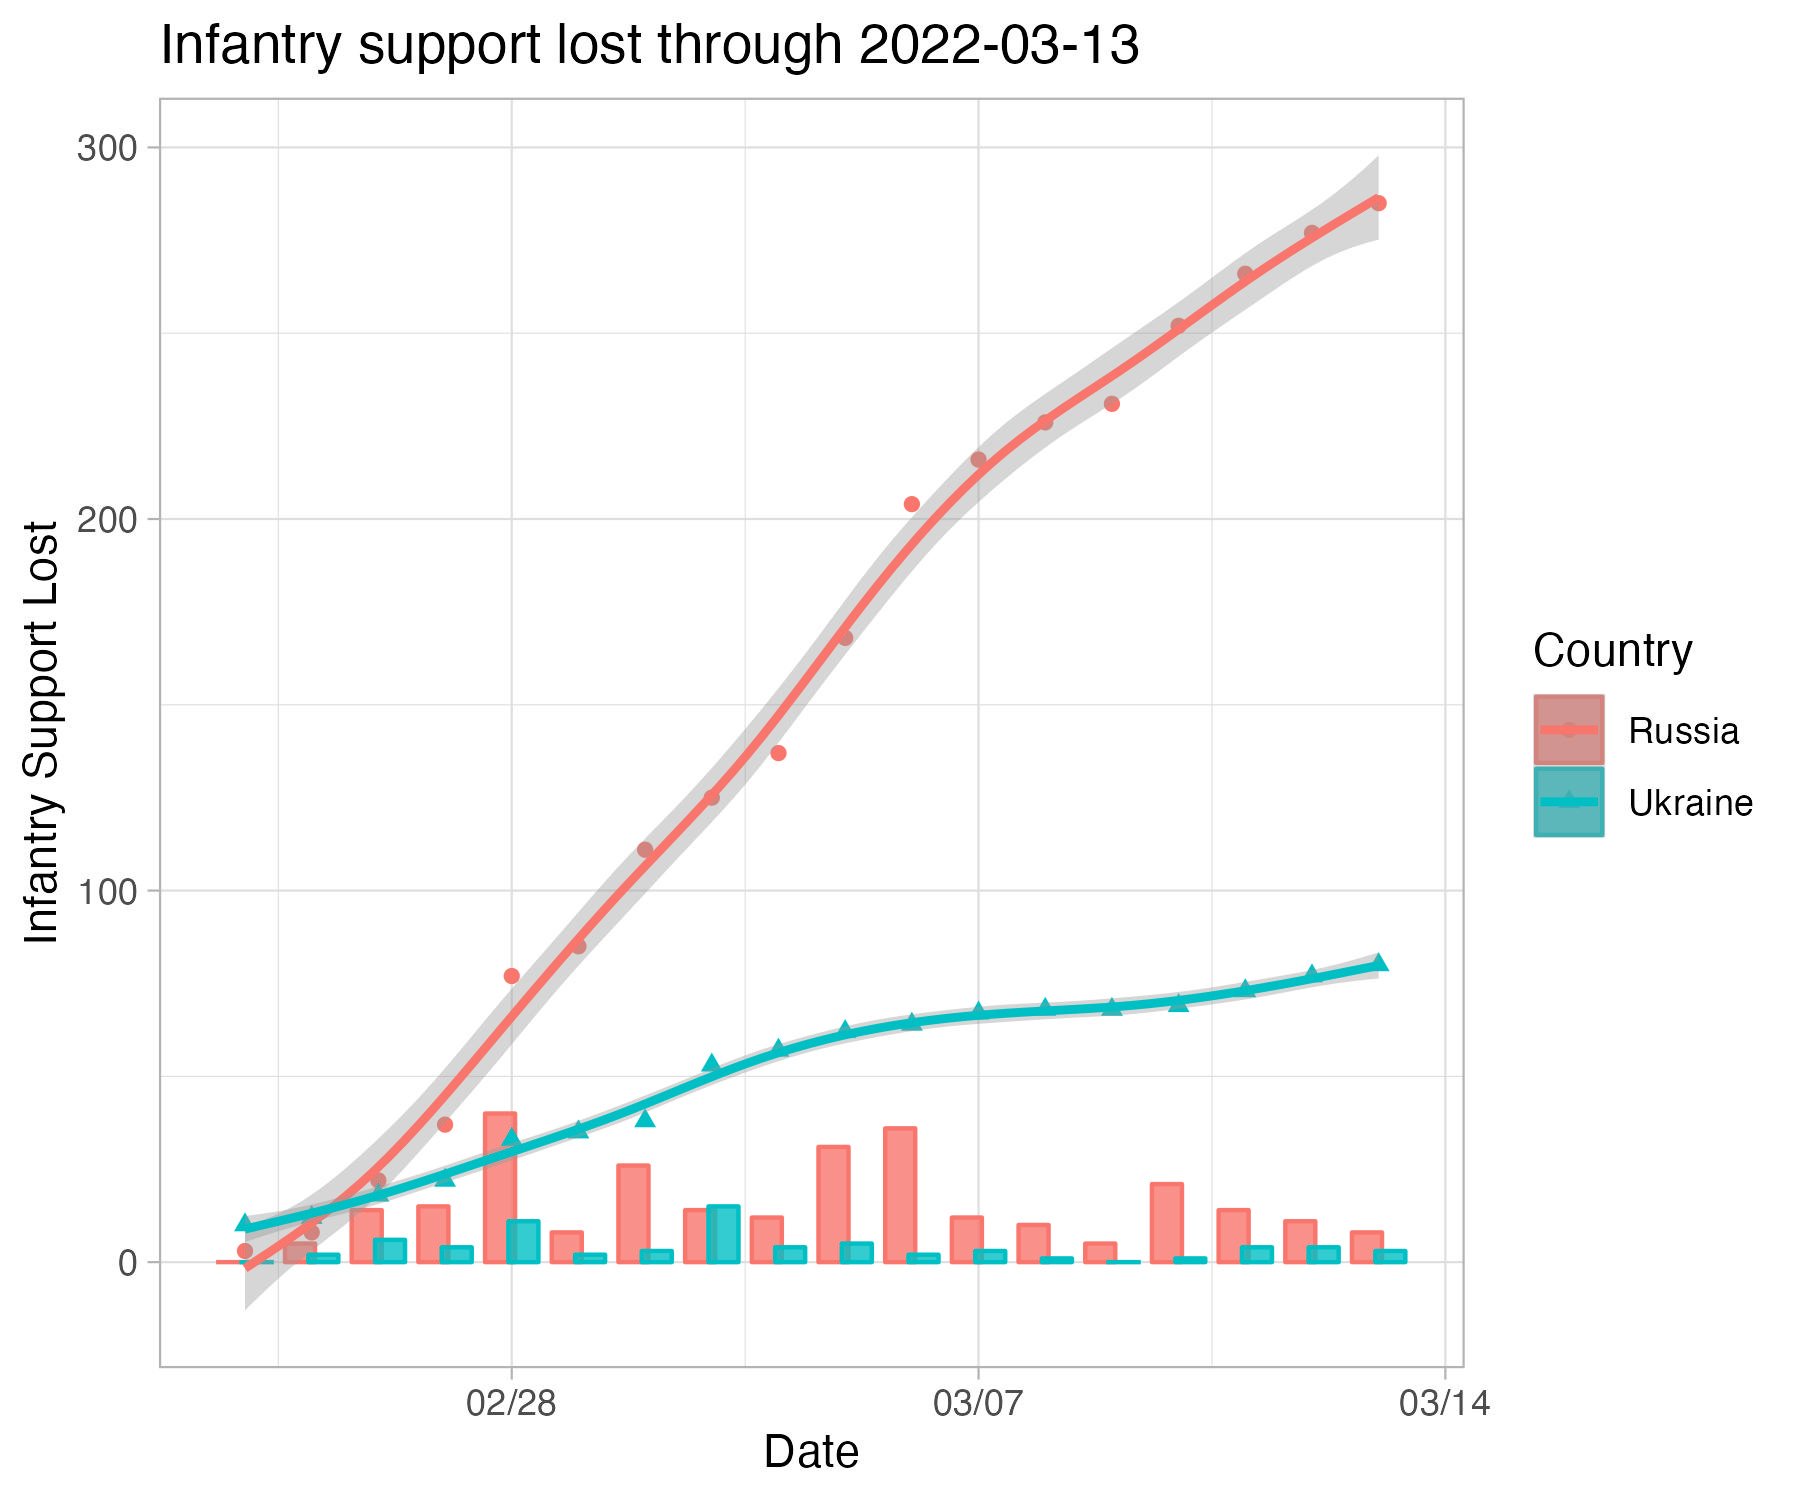 Infantry support lost through 2022-03-13
Infantry Support Lost
300
200
100
0
02/28
03/07
03/14
Date
Country
Russia
Ukraine